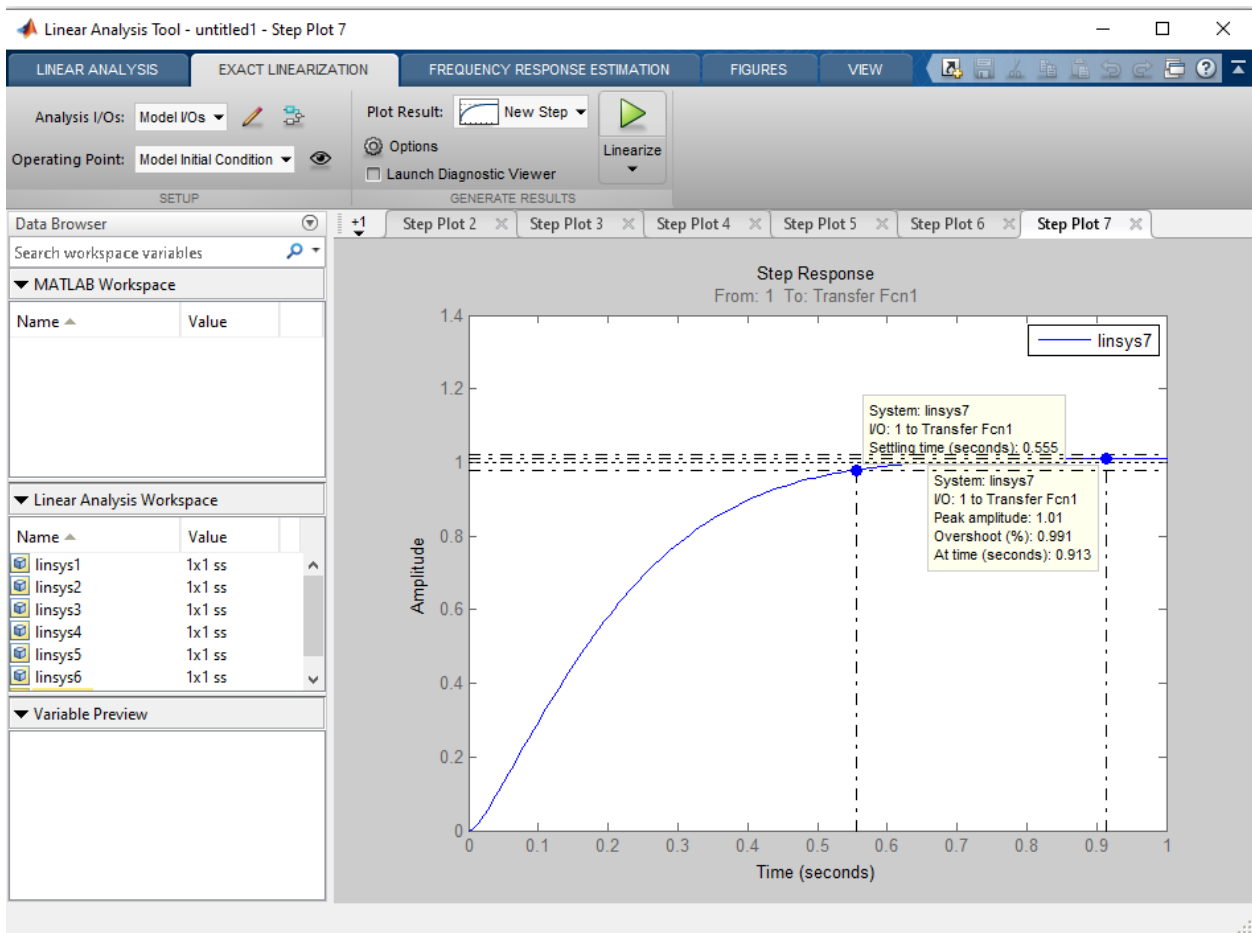 Linear Analysis Tool - untitled1 - Step Plot 7
LINEAR ANALYSIS EXACT LINEARIZATION FREQUENCY RESPONSE ESTIMATION FIGURES VIEW
Analysis I/Os: Model I/Os
Operating Point: Model Initial Condition
SETUP
Plot Result: New Step
Options
Launch Diagnostic Viewer
Linearize
GENERATE RESULTS
Data Browser
Search workspace variables
MATLAB Workspace
Name Value
Linear Analysis Workspace
Name Value
linsys1 1x1 ss
linsys2 1x1 ss
linsys3 1x1 ss
linsys4 1x1 ss
linsys5 1x1 ss
linsys6 1x1 ss
Variable Preview
+1 Step Plot 2 Step Plot 3 Step Plot 4 Step Plot 5 Step Plot 6 Step Plot 7
Step Response
From: 1 To: Transfer Fcn1
linsys7
1.4
1.2
1
0.8
0.6
0.4
0.2
0
Amplitude
System: linsys7
I/O: 1 to Transfer Fcn1
Settling time (seconds): 0.555
System: linsys7
I/O: 1 to Transfer Fcn1
Peak amplitude: 1.01
Overshoot (%): 0.991
At time (seconds): 0.913
0 0.1 0.2 0.3 0.4 0.5 0.6 0.7 0.8 0.9 1
Time (seconds)